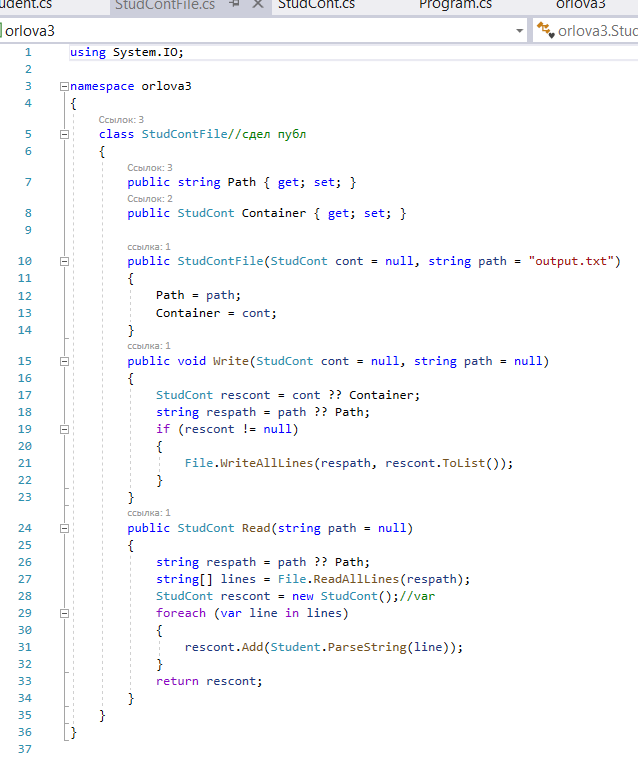 udent.cs StudContFile.cs StudCont.cs Program.cs orlova3
orlova3 orlova3.Stud
1 using System.IO;
2
3 namespace orlova3
4 {
Ссылок: 3
5 class StudContFile//сдел публ
6 {
Ссылок: 3
7 public string Path { get; set; }
Ссылок: 2
8 public StudCont Container { get; set; }
9
ссылка: 1
10 public StudContFile(StudCont cont = null, string path = "output.txt")
11 {
12 Path = path;
13 Container = cont;
14 }
ссылка: 1
15 public void Write(StudCont cont = null, string path = null)
16 {
17 StudCont rescont = cont ?? Container;
18 string respath = path ?? Path;
19 if (rescont != null)
20 {
21 File.WriteAllLines(respath, rescont.ToList());
22 }
23 }
ссылка: 1
24 public StudCont Read(string path = null)
25 {
26 string respath = path ?? Path;
27 string[] lines = File.ReadAllLines(respath);
28 StudCont rescont = new StudCont();//var
29 foreach (var line in lines)
30 {
31 rescont.Add(Student.ParseString(line));
32 }
33 return rescont;
34 }
35 }
36 }
37